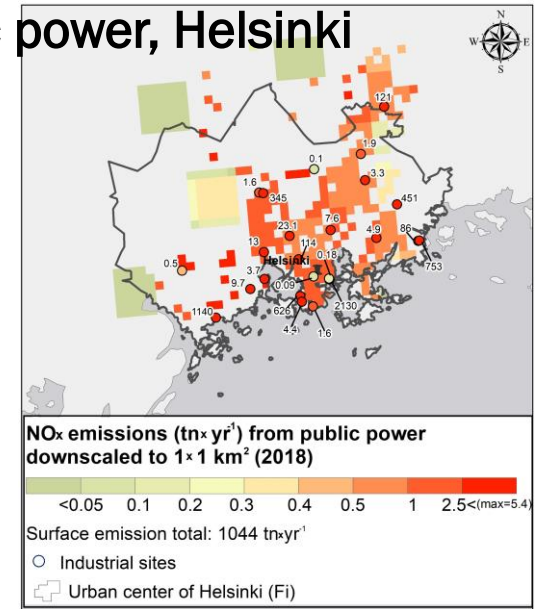 power, Helsinki
N
W E
S
121
1.9
0.1
3.3
1.6
345
451
23.1
7.6
4.9
86
13
114
Helsinki
0.18
753
0.5
3.7
0.09
9.7
2130
1140
626
4.4
1.6
NOx emissions (tn×yr⁻¹) from public power
downscaled to 1×1 km² (2018)
<0.05 0.1 0.2 0.3 0.4 0.5 1 2.5<(max=5.4)
Surface emission total: 1044 tn×yr⁻¹
Industrial sites
Urban center of Helsinki (Fi)